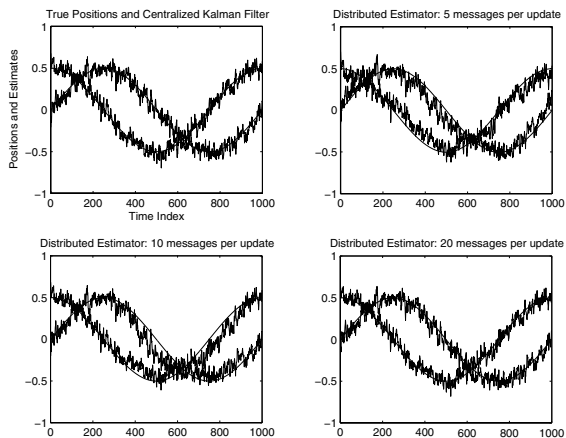 True Positions and Centralized Kalman Filter
Positions and Estimates
1
0.5
0
−0.5
−1
0 200 400 600 800 1000
Time Index
Distributed Estimator: 5 messages per update
1
0.5
0
−0.5
−1
0 200 400 600 800 1000
Distributed Estimator: 10 messages per update
1
0.5
0
−0.5
−1
0 200 400 600 800 1000
Distributed Estimator: 20 messages per update
1
0.5
0
−0.5
−1
0 200 400 600 800 1000